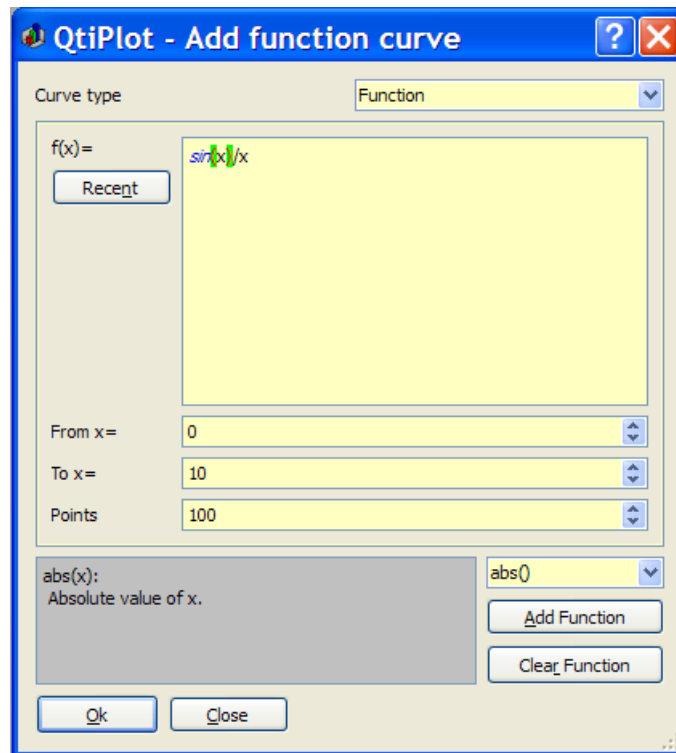 QtiPlot - Add function curve
Curve type Function
f(x)= sin(x)/x
Recent
From x= 0
To x= 10
Points 100
abs(x): abs()
Absolute value of x.
Add Function
Clear Function
Ok Close